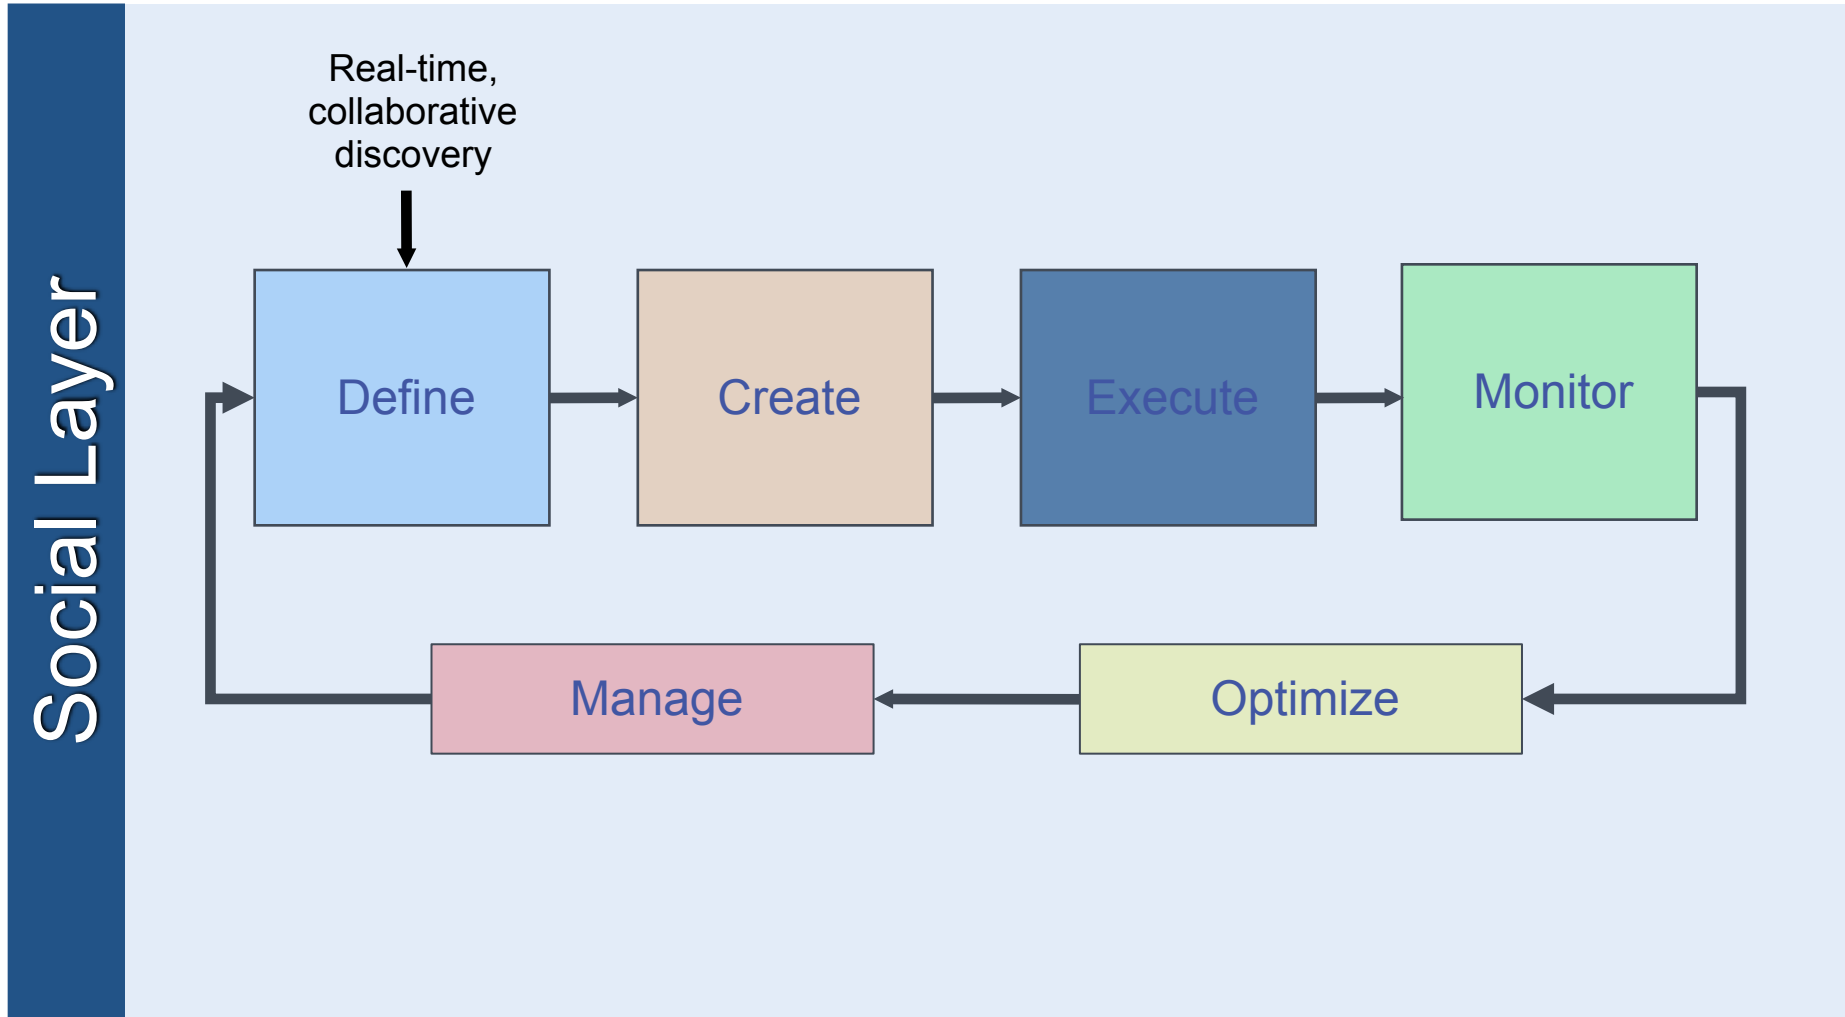 Social Layer
Real-time,
collaborative
discovery
Define
Create
Execute
Monitor
Manage
Optimize